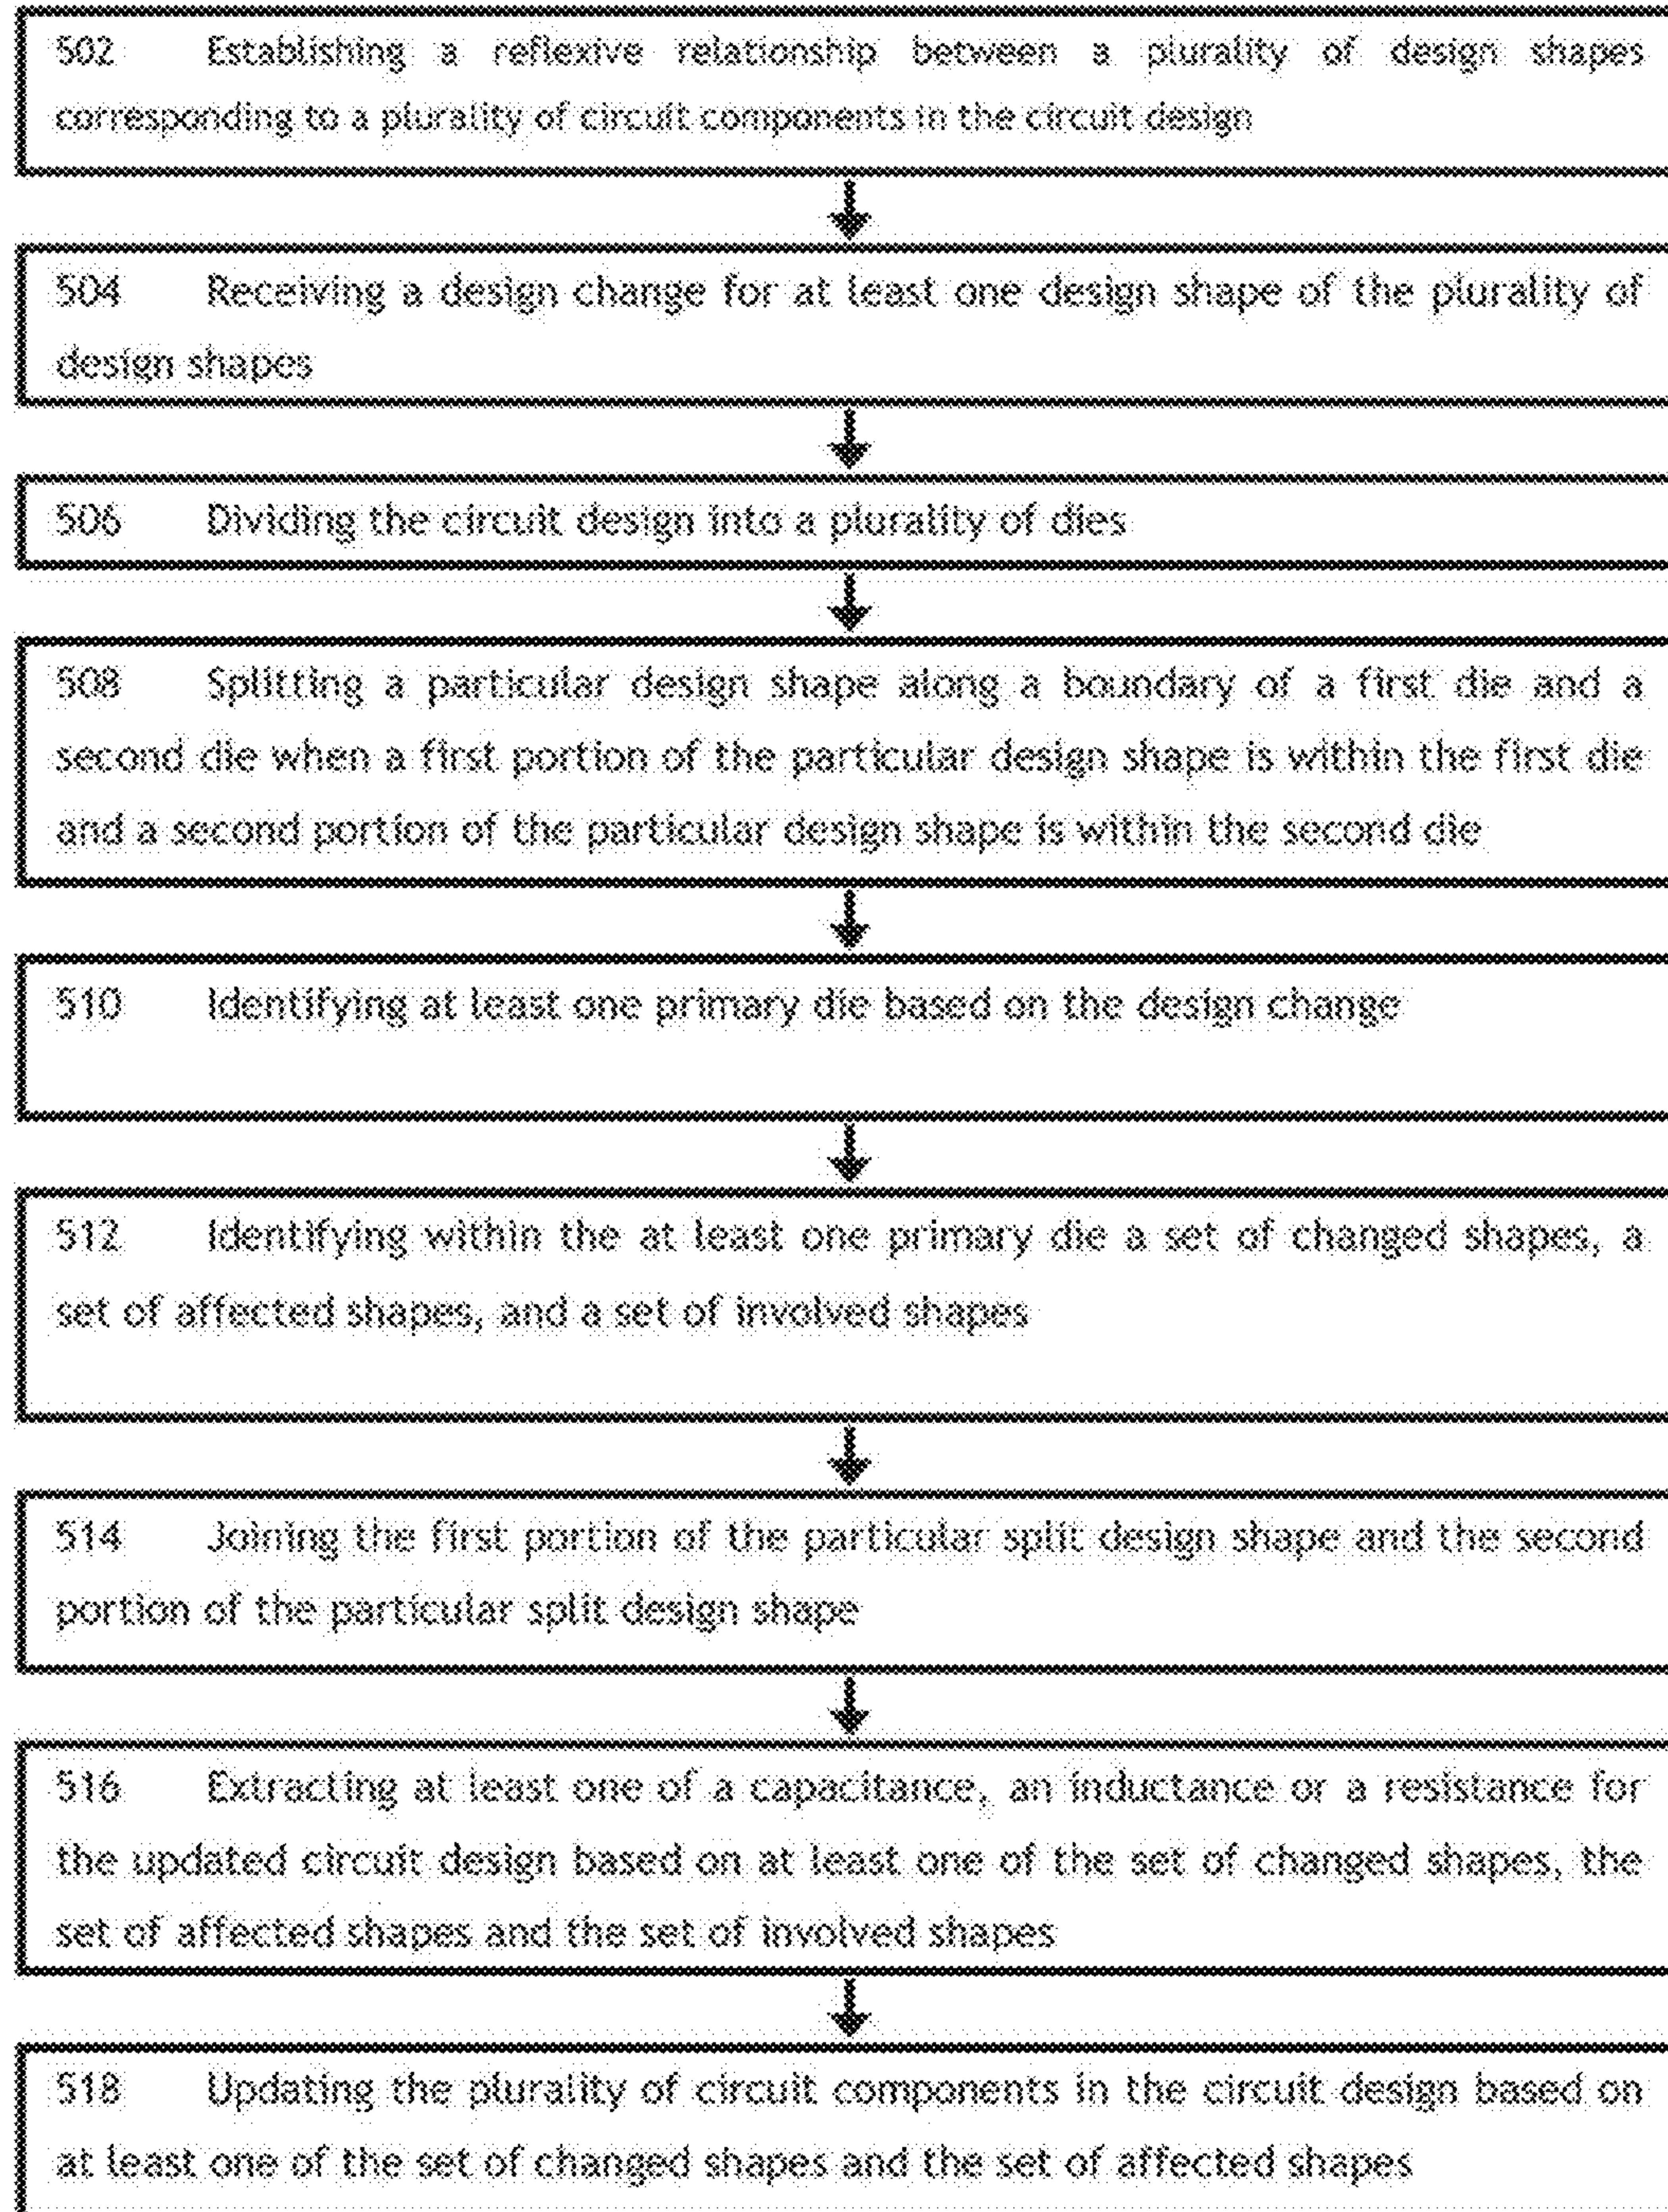 502 Establishing a reflexive relationship between a plurality of design shapes
corresponding to a plurality of circuit components in the circuit design
504 Receiving a design change for at least one design shape of the plurality of
design shapes
506 Dividing the circuit design into a plurality of dies
508 Splitting a particular design shape along a boundary of a first die and a
second die when a first portion of the particular design shape is within the first die
and a second portion of the particular design shape is within the second die
510 Identifying at least one primary die based on the design change
512 Identifying within the at least one primary die a set of changed shapes, a
set of affected shapes, and a set of involved shapes
514 Joining the first portion of the particular split design shape and the second
portion of the particular split design shape
516 Extracting at least one of a capacitance, an inductance or a resistance for
the updated circuit design based on at least one of the set of changed shapes, the
set of affected shapes and the set of involved shapes
518 Updating the plurality of circuit components in the circuit design based on
at least one of the set of changed shapes and the set of affected shapes